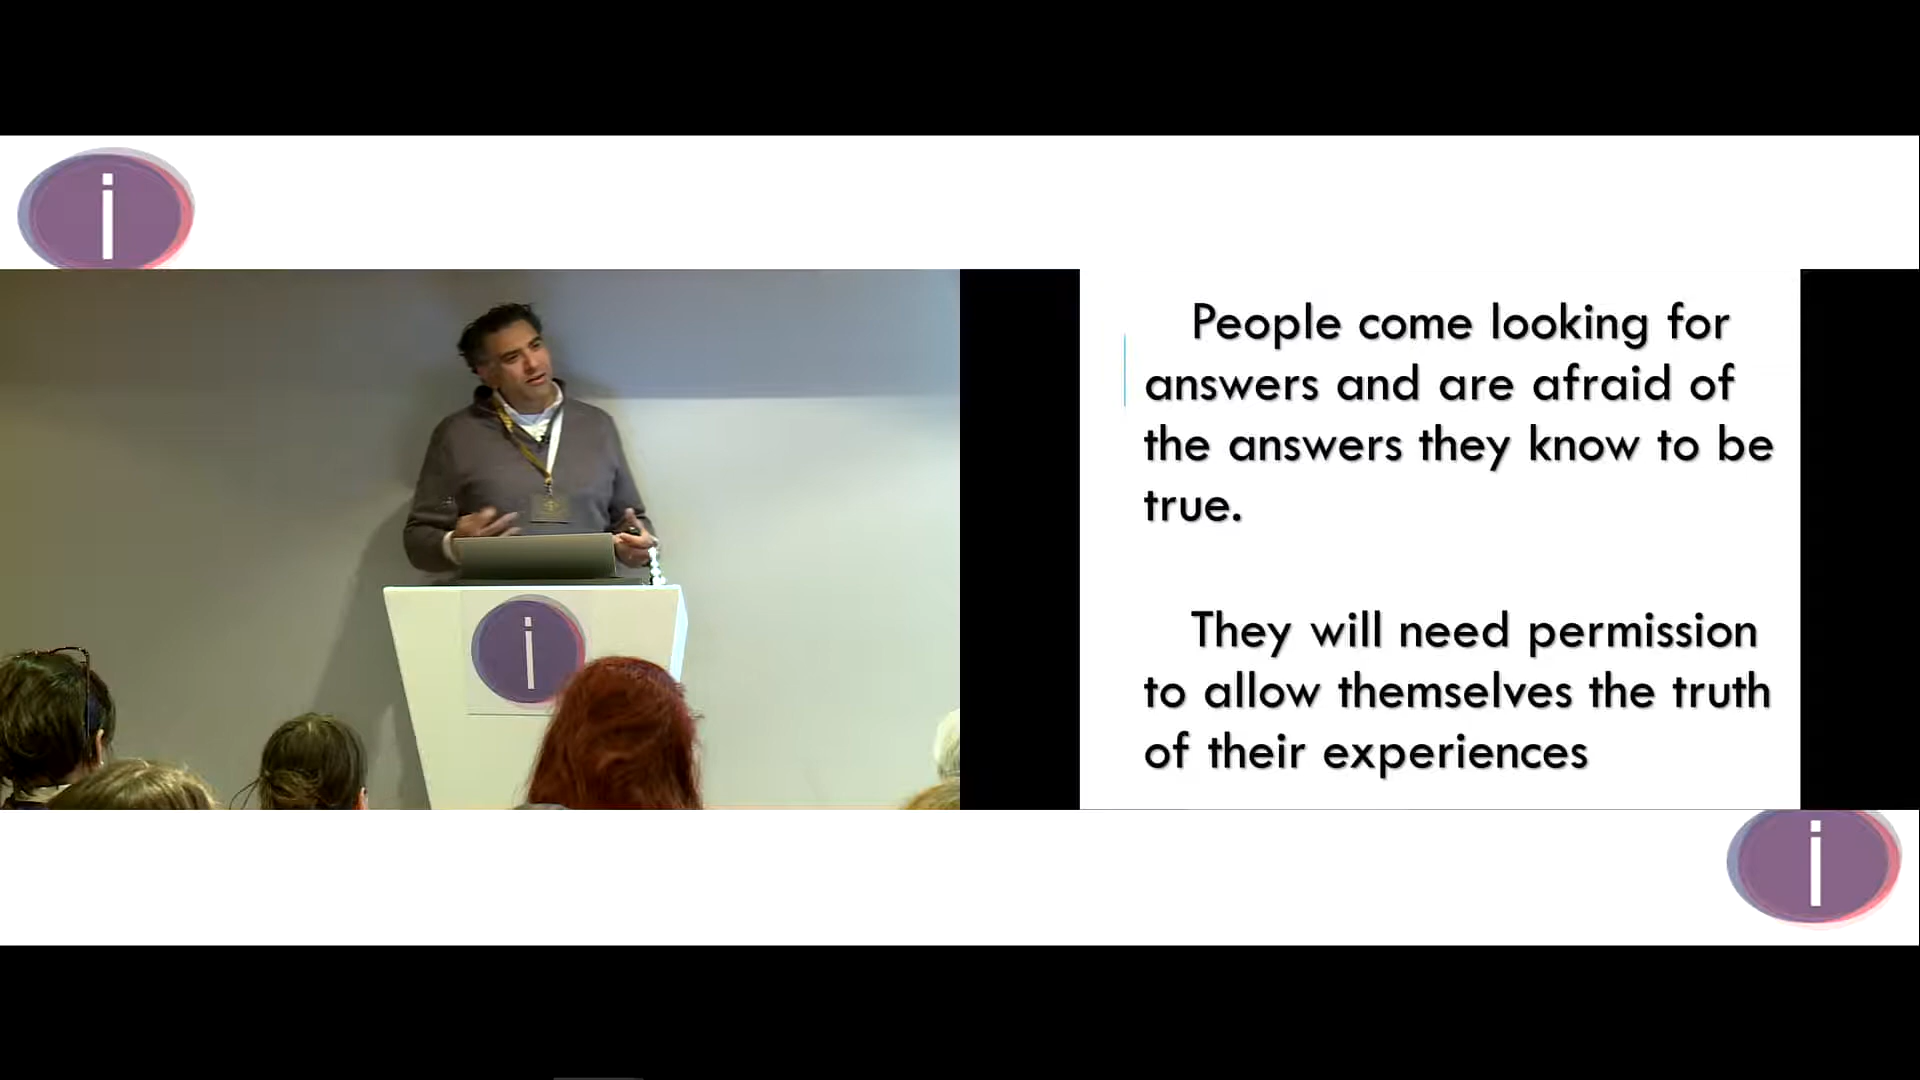 i
People come looking for
answers and are afraid of
the answers they know to be
true.
They will need permission
to allow themselves the truth
of their experiences
i
i